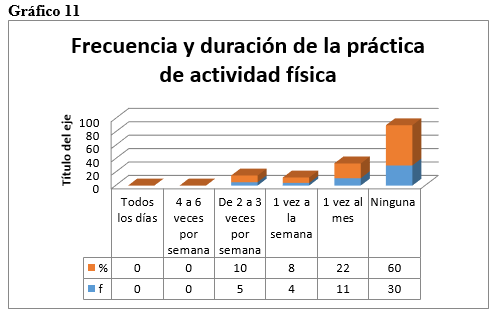 Gráfico 11
Frecuencia y duración de la práctica
de actividad física
Título del eje
100
80
60
40
20
0
Todos los días | 4 a 6 veces por semana | De 2 a 3 veces por semana | 1 vez a la semana | 1 vez al mes | Ninguna
% 0 0 10 8 22 60
f 0 0 5 4 11 30